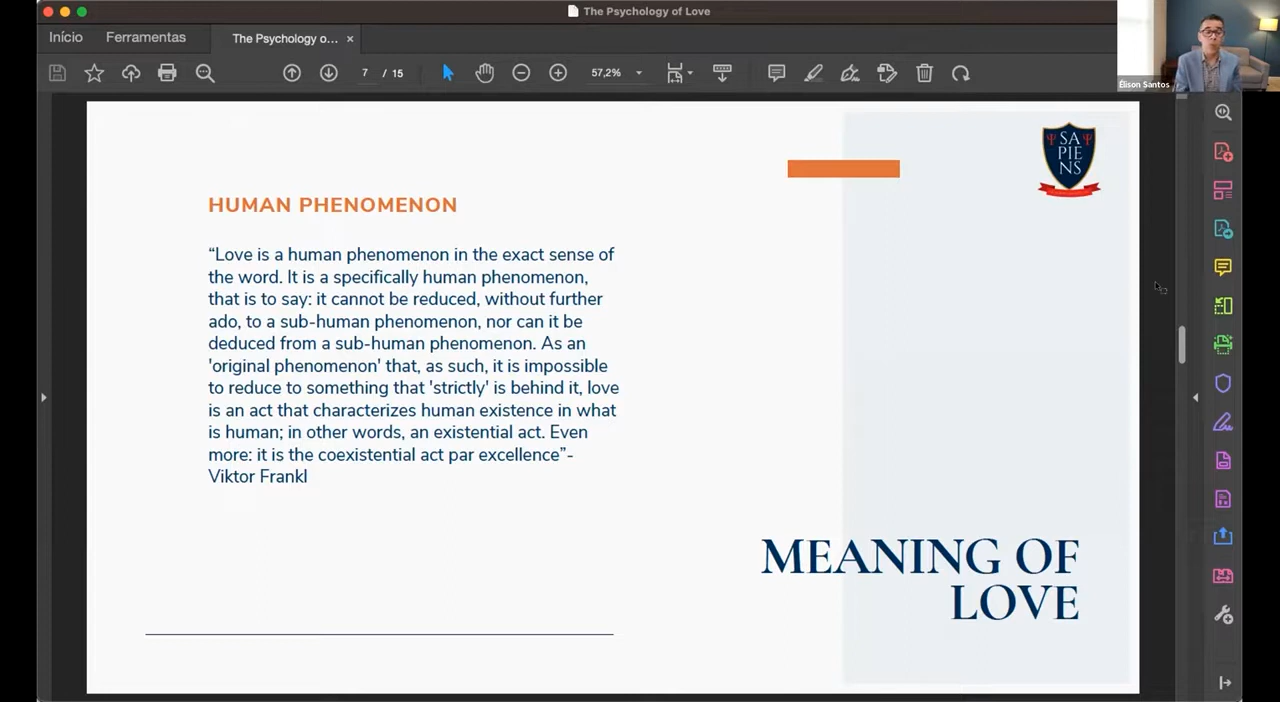 The Psychology of Love
Início
Ferramentas
The Psychology o... ×
7 / 15
57,2%
Élison Santos
SA
PIE
NS
HUMAN PHENOMENON
“Love is a human phenomenon in the exact sense of
the word. It is a specifically human phenomenon,
that is to say: it cannot be reduced, without further
ado, to a sub-human phenomenon, nor can it be
deduced from a sub-human phenomenon. As an
'original phenomenon' that, as such, it is impossible
to reduce to something that 'strictly' is behind it, love
is an act that characterizes human existence in what
is human; in other words, an existential act. Even
more: it is the coexistential act par excellence”-
Viktor Frankl
MEANING OF
LOVE